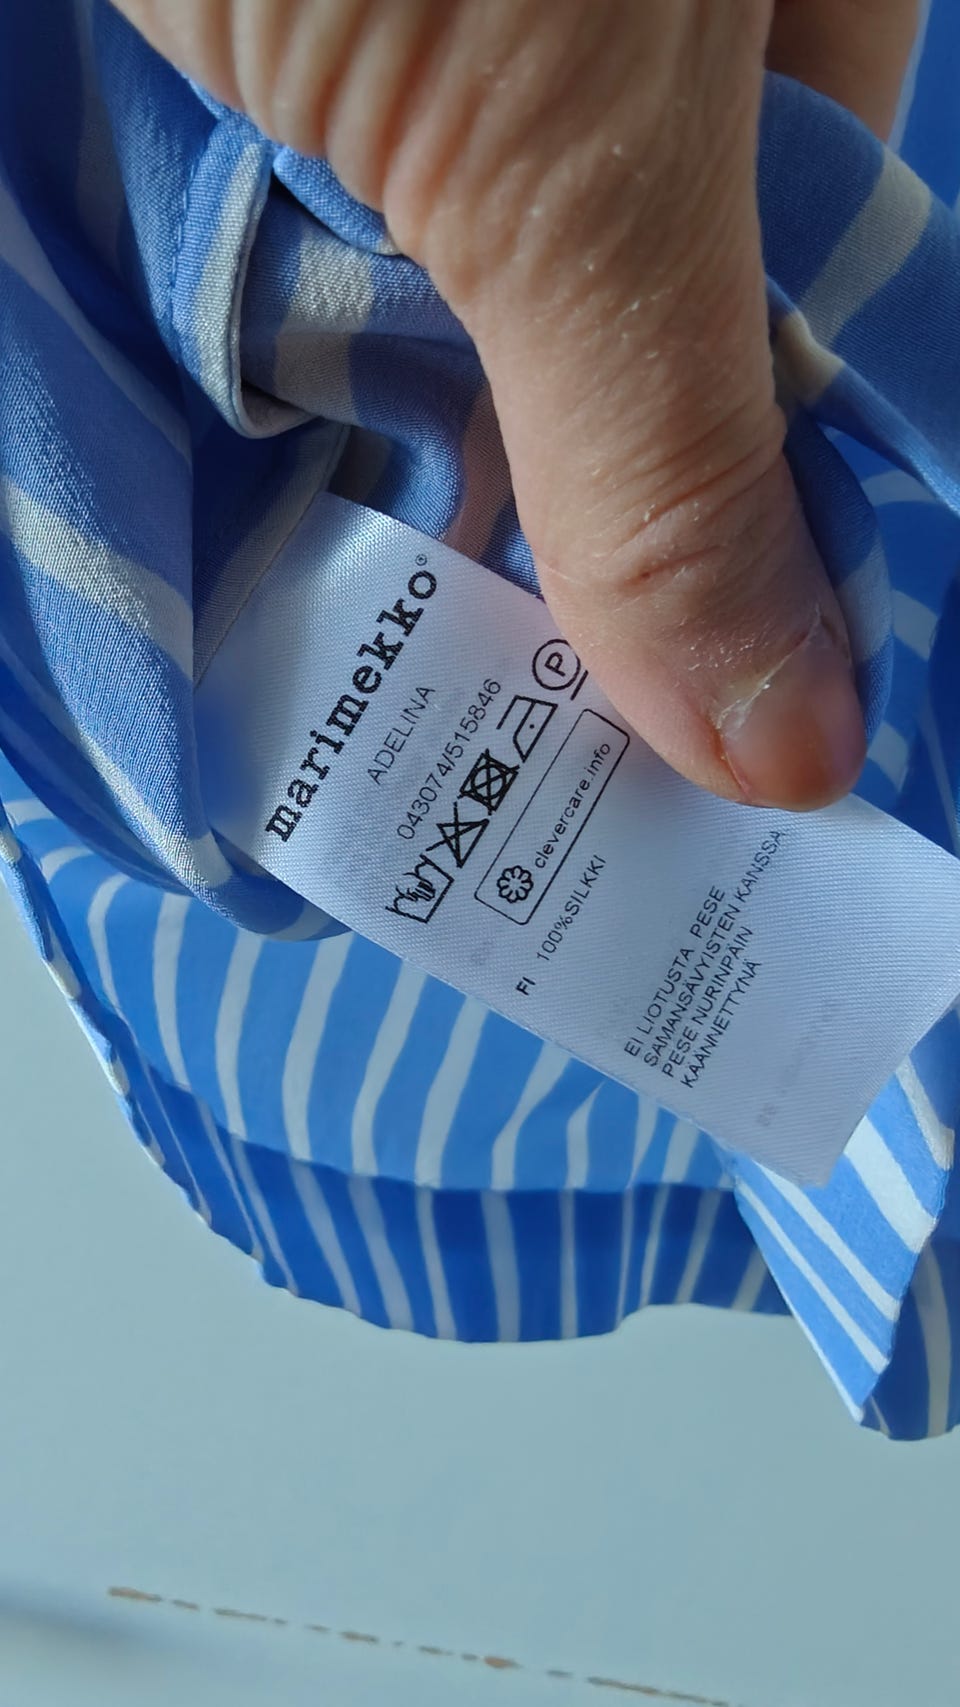 marimekko®
ADELINA
043074/515846
P
clevercare.info
FI 100%SILKKI
EI LIOTUSTA PESE
SAMANSÄVYISTEN KANSSA
PESE NURINPÄIN
KÄÄNNETTYNÄ